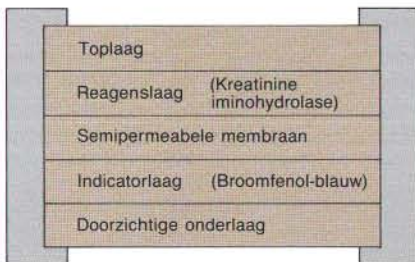 Toplaag
Reagenslaag (Kreatinine
iminohydrolase)
Semipermeabele membraan
Indicatorlaag (Broomfenol-blauw)
Doorzichtige onderlaag